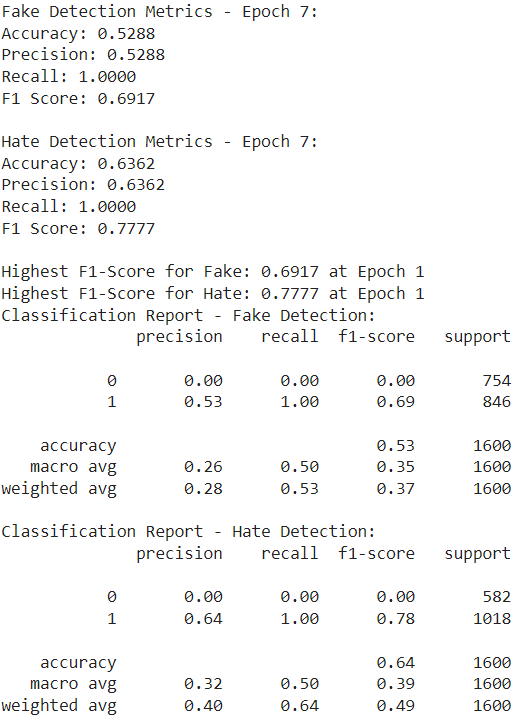 Fake Detection Metrics - Epoch 7:
Accuracy: 0.5288
Precision: 0.5288
Recall: 1.0000
F1 Score: 0.6917

Hate Detection Metrics - Epoch 7:
Accuracy: 0.6362
Precision: 0.6362
Recall: 1.0000
F1 Score: 0.7777

Highest F1-Score for Fake: 0.6917 at Epoch 1
Highest F1-Score for Hate: 0.7777 at Epoch 1
Classification Report - Fake Detection:
              precision    recall  f1-score   support

           0       0.00      0.00      0.00       754
           1       0.53      1.00      0.69       846

    accuracy                           0.53      1600
   macro avg       0.26      0.50      0.35      1600
weighted avg       0.28      0.53      0.37      1600

Classification Report - Hate Detection:
              precision    recall  f1-score   support

           0       0.00      0.00      0.00       582
           1       0.64      1.00      0.78      1018

    accuracy                           0.64      1600
   macro avg       0.32      0.50      0.39      1600
weighted avg       0.40      0.64      0.49      1600